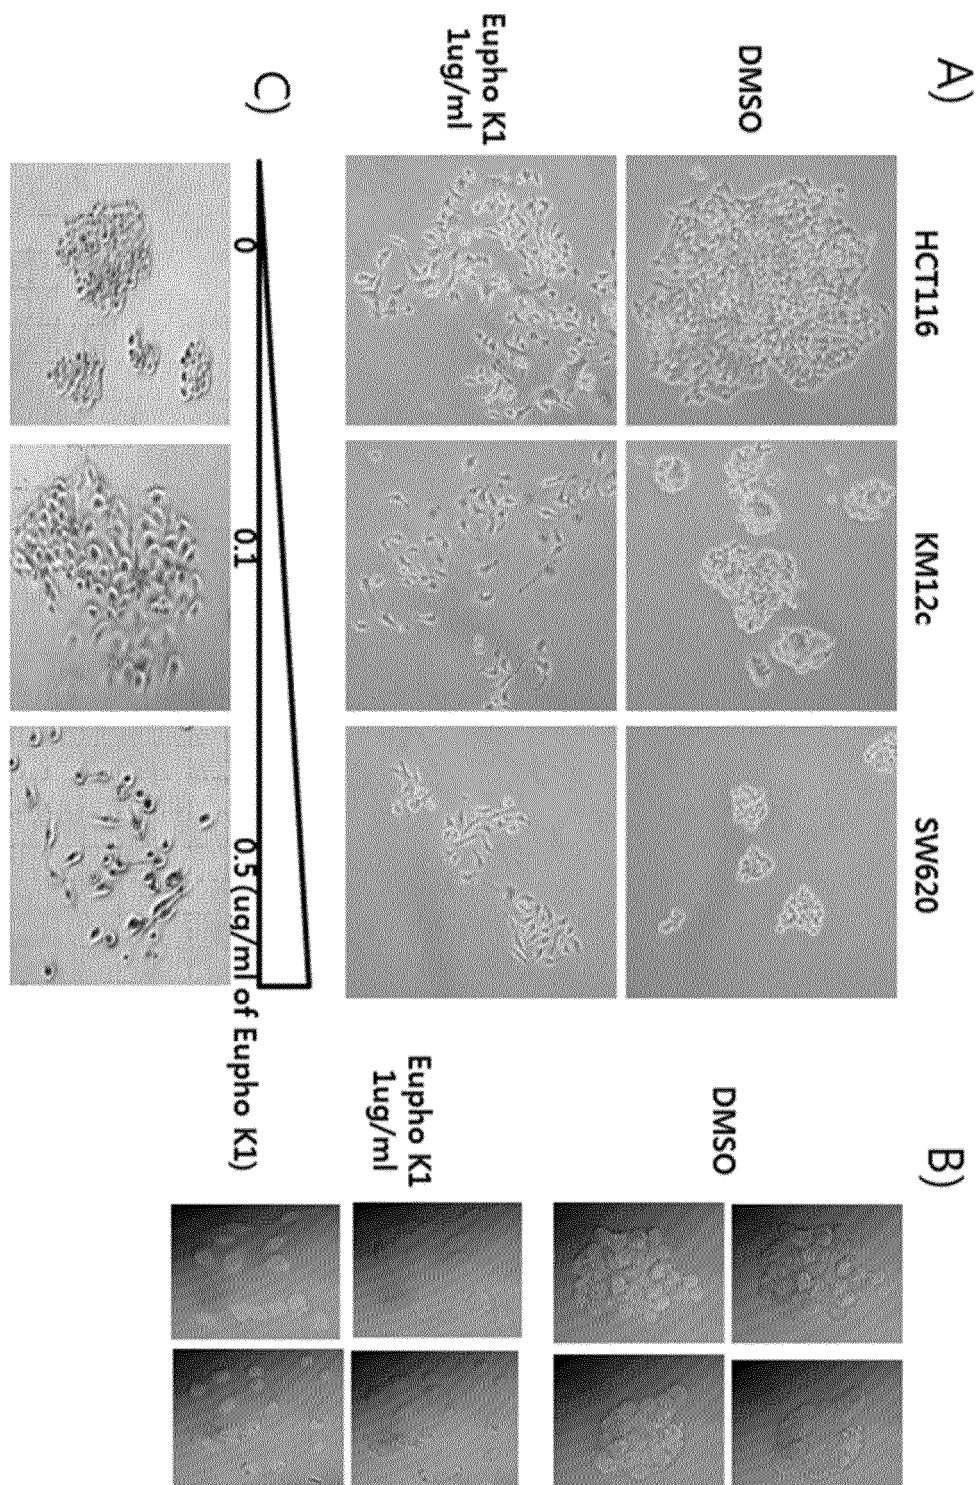 A)
HCT116
KM12c
SW620
DMSO
Eupho K1
1ug/ml
B)
DMSO
Eupho K1
1ug/ml
C)
0
0.1
0.5 (ug/ml of Eupho K1)